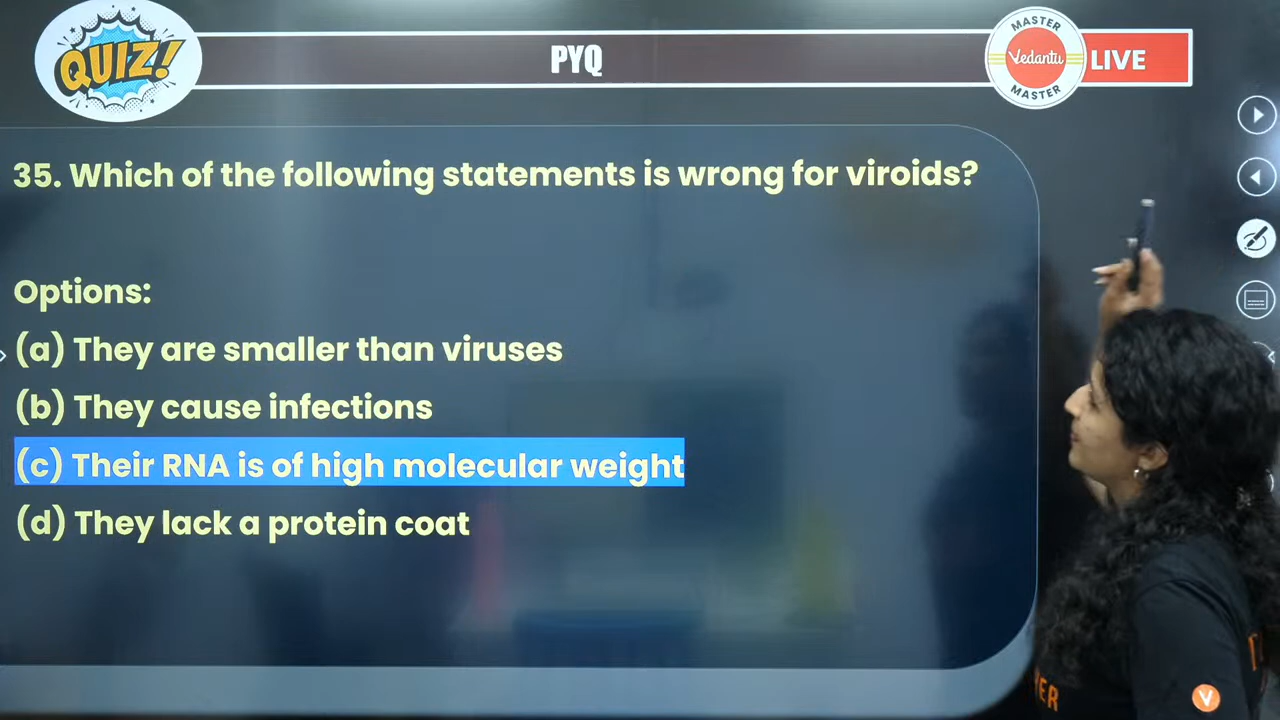 QUIZ!
PYQ
MASTER
Vedantu
MASTER
LIVE
35. Which of the following statements is wrong for viroids?
Options:
(a) They are smaller than viruses
(b) They cause infections
(c) Their RNA is of high molecular weight
(d) They lack a protein coat
V